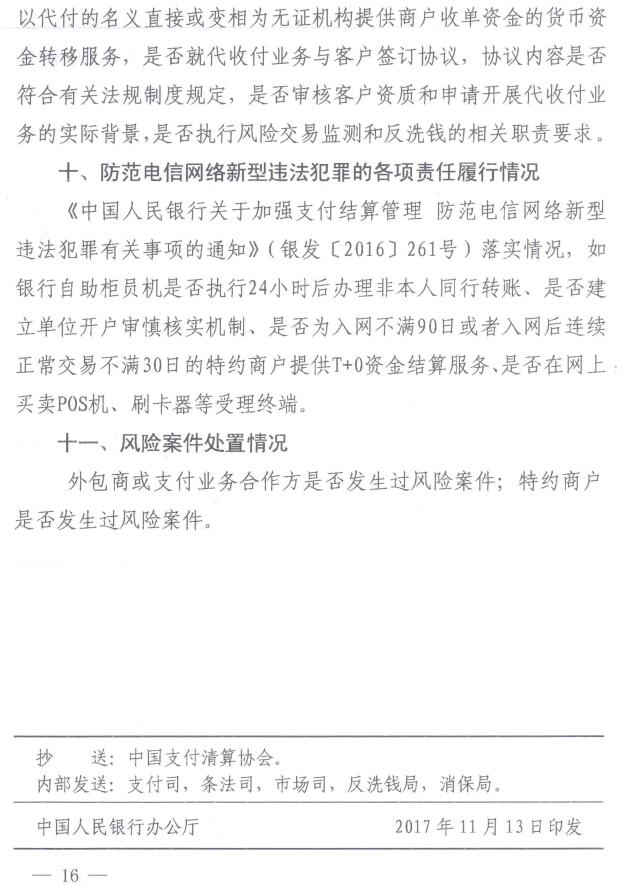 以代付的名义直接或变相为无证机构提供商户收单资金的货币资
金转移服务，是否就代收付业务与客户签订协议，协议内容是否
符合有关法规制度规定，是否审核客户资质和申请开展代收付业
务的实际背景，是否执行风险交易监测和反洗钱的相关职责要求。
十、防范电信网络新型违法犯罪的各项责任履行情况
《中国人民银行关于加强支付结算管理 防范电信网络新型
违法犯罪有关事项的通知》（银发〔2016〕261号）落实情况，如
银行自助柜员机是否执行24小时后办理非本人同行转账、是否建
立单位开户审慎核实机制、是否为入网不满90日或者入网后连续
正常交易不满30日的特约商户提供T+0资金结算服务、是否在网上
买卖POS机、刷卡器等受理终端。
十一、风险案件处置情况
外包商或支付业务合作方是否发生过风险案件；特约商户
是否发生过风险案件。
抄 送：中国支付清算协会。
内部发送：支付司，条法司，市场司，反洗钱局，消保局。
中国人民银行办公厅 2017年11月13日印发
— 16 —